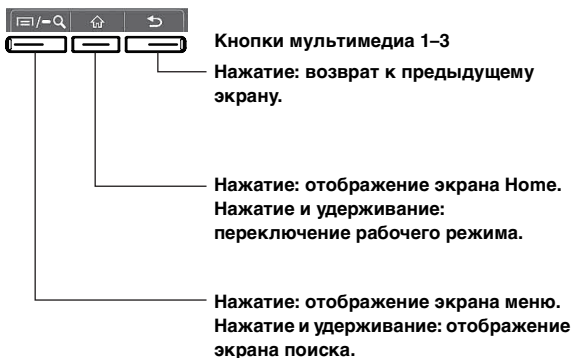 Кнопки мультимедиа 1–3
Нажатие: возврат к предыдущему
экрану.
Нажатие: отображение экрана Home.
Нажатие и удерживание:
переключение рабочего режима.
Нажатие: отображение экрана меню.
Нажатие и удерживание: отображение
экрана поиска.